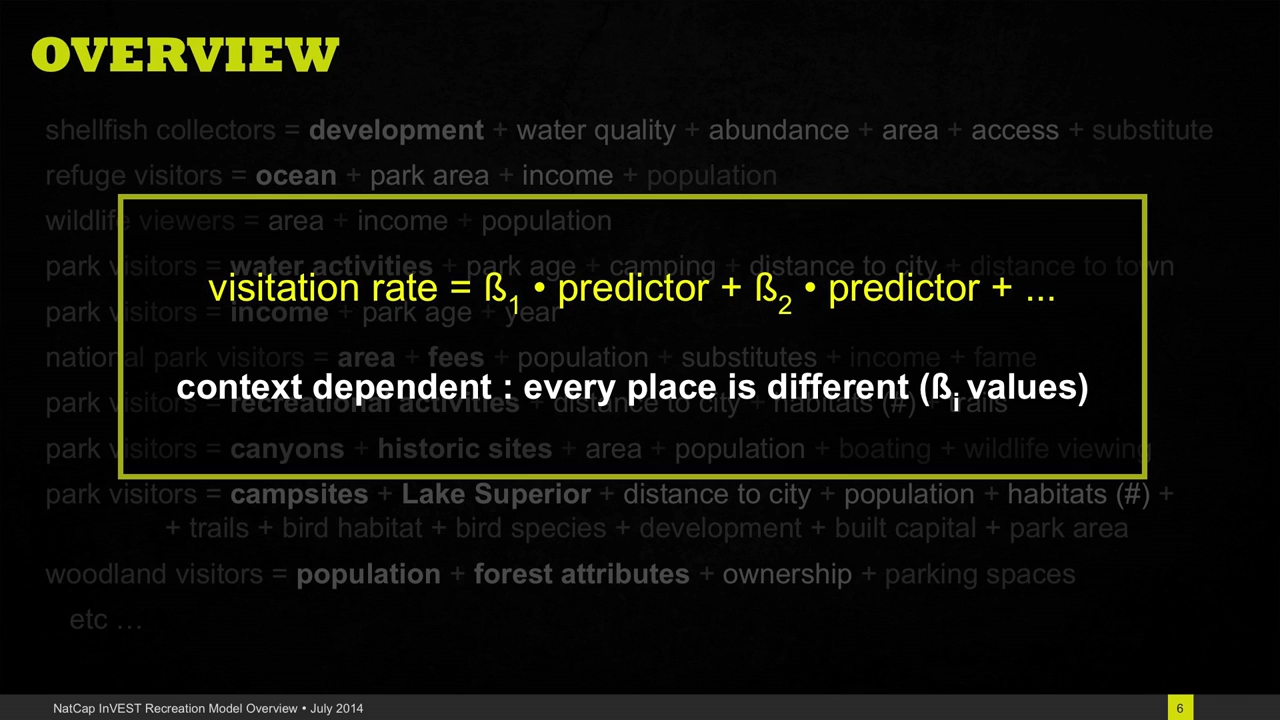 OVERVIEW
shellfish collectors = development + water quality + abundance + area + access + substitute
refuge visitors = ocean + park area + income + population
wildlife viewers = area + income + population
park visitors = water activities + park age + camping + distance to city + distance to town
visitation rate = ß1 • predictor + ß2 • predictor + ...
park visitors = income + park age + year
national park visitors = area + fees + population + substitutes + income + fame
context dependent : every place is different (ßi values)
park visitors = recreational activities + distance to city + habitats (#) + trails
park visitors = canyons + historic sites + area + population + boating + wildlife viewing
park visitors = campsites + Lake Superior + distance to city + population + habitats (#) +
+ trails + bird habitat + bird species + development + built capital + park area
woodland visitors = population + forest attributes + ownership + parking spaces
etc …
NatCap InVEST Recreation Model Overview • July 2014
6